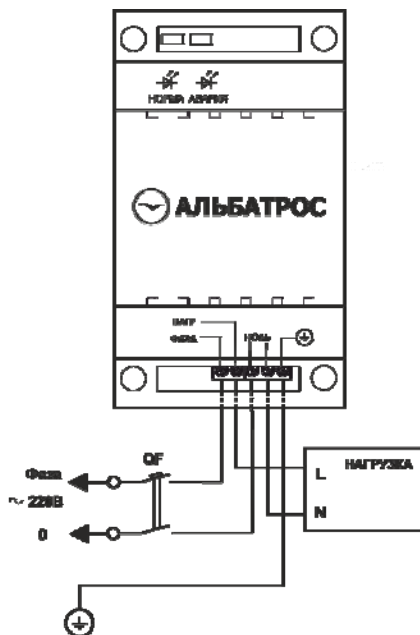 НОРМА АВАРИЯ
АЛЬБАТРОС
НАГР
ФАЗА НОЛЬ
QF
Фаза
~ 220В
0
НАГРУЗКА
L
N